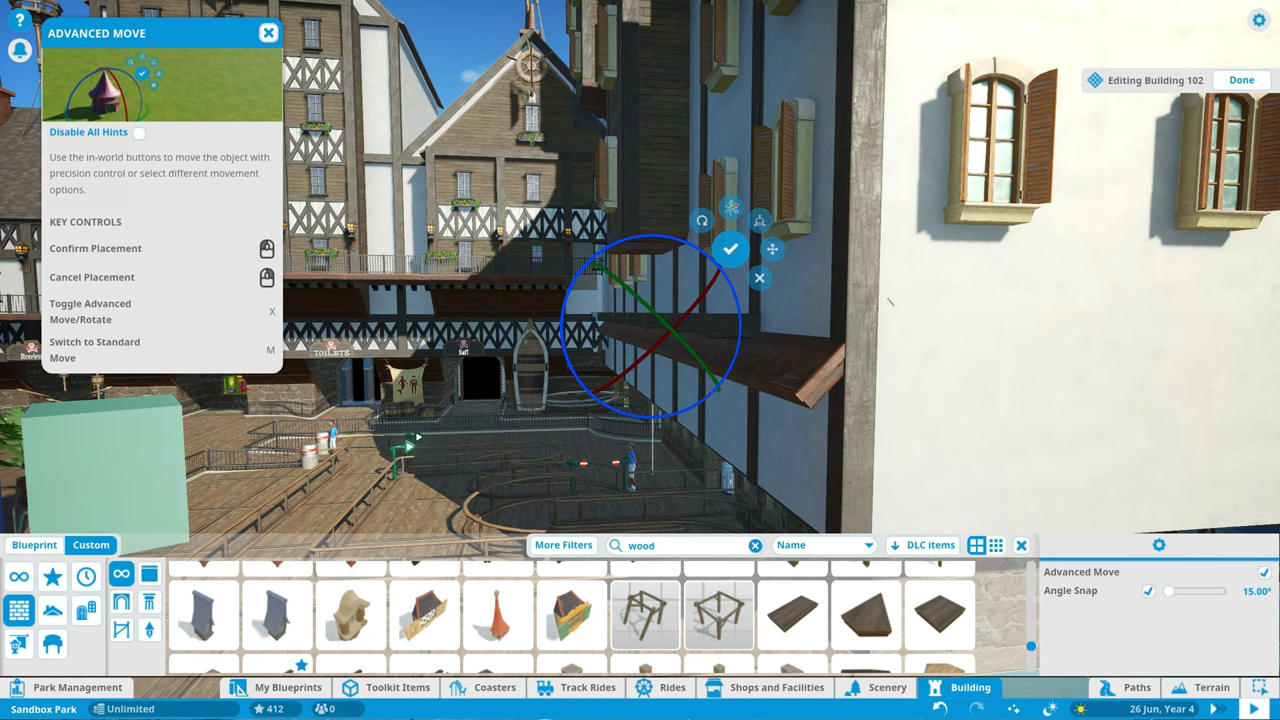 ?
ADVANCED MOVE
Disable All Hints
Use the in-world buttons to move the object with
precision control or select different movement
options.
KEY CONTROLS
Confirm Placement
Cancel Placement
Toggle Advanced
Move/Rotate
X
Switch to Standard
Move
M
Editing Building 102
Done
TOILETS
Staff
Blueprint
Custom
More Filters
wood
Name
DLC items
Advanced Move
Angle Snap
15.00°
Park Management
My Blueprints
Toolkit Items
Coasters
Track Rides
Rides
Shops and Facilities
Scenery
Building
Paths
Terrain
Sandbox Park
Unlimited
412
0
26 Jun, Year 4